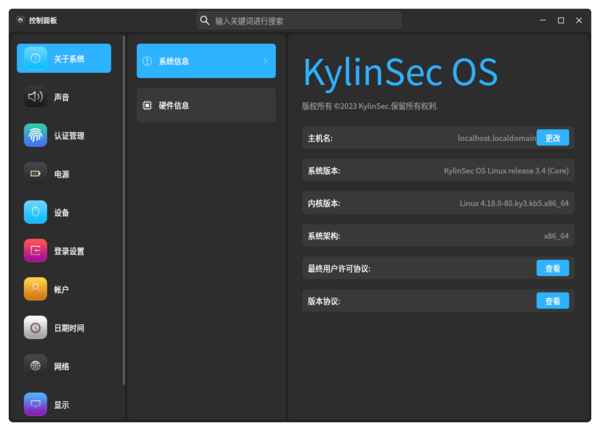 控制面板
输入关键词进行搜索
关于系统
声音
认证管理
电源
设备
登录设置
帐户
日期时间
网络
显示
系统信息
硬件信息
KylinSec OS
版权所有 ©2023 KylinSec.保留所有权利.
主机名: localhost.localdomain 更改
系统版本: KylinSec OS Linux release 3.4 (Core)
内核版本: Linux 4.18.0-80.ky3.kb5.x86_64
系统架构: x86_64
最终用户许可协议: 查看
版本协议: 查看